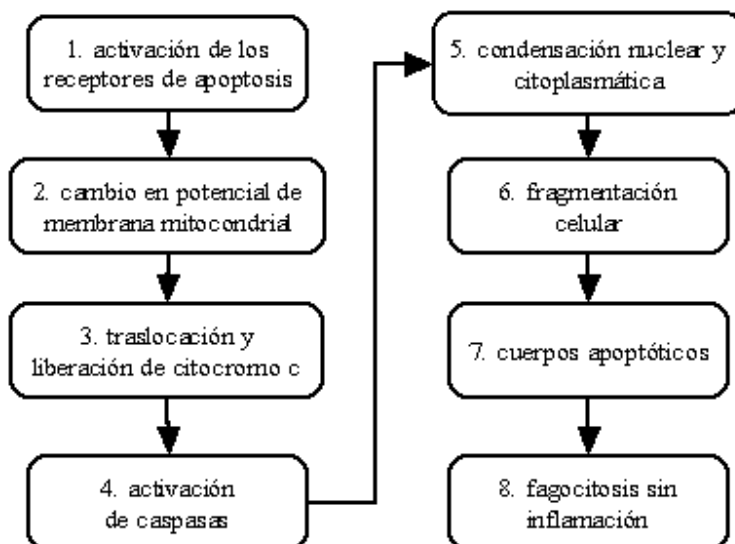 1. activación de los
receptores de apoptosis
2. cambio en potencial de
membrana mitocondrial
3. traslocación y
liberación de citocromo c
4. activación
de caspasas
5. condensación nuclear y
citoplasmática
6. fragmentación
celular
7. cuerpos apoptóticos
8. fagocitosis sin
inflamación